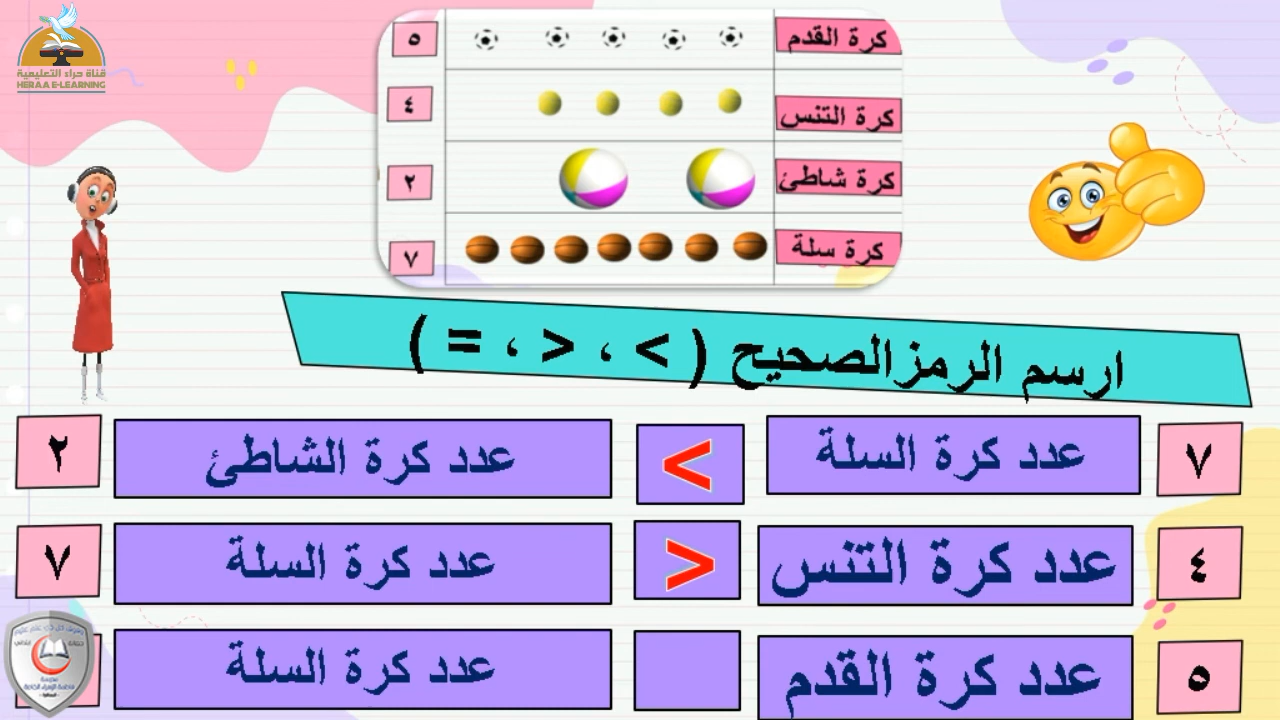 قناة حراء التعليمية
HERAA E-LEARNING
كرة القدم ٥
كرة التنس ٤
كرة شاطئ ٢
كرة سلة ٧
ارسم الرمزالصحيح ( > ، < ، = )
٧ عدد كرة السلة > عدد كرة الشاطئ ٢
٤ عدد كرة التنس < عدد كرة السلة ٧
٥ عدد كرة القدم عدد كرة السلة